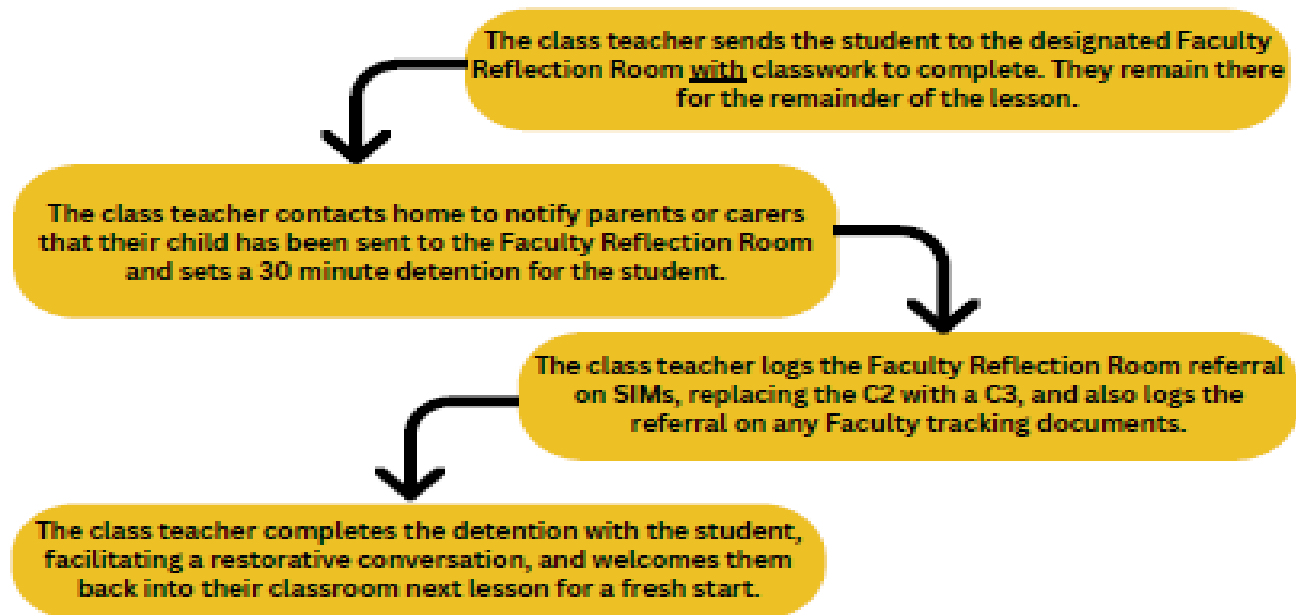 The class teacher sends the student to the designated Faculty
Reflection Room with classwork to complete. They remain there
for the remainder of the lesson.
The class teacher contacts home to notify parents or carers
that their child has been sent to the Faculty Reflection Room
and sets a 30 minute detention for the student.
The class teacher logs the Faculty Reflection Room referral
on SIMs, replacing the C2 with a C3, and also logs the
referral on any Faculty tracking documents.
The class teacher completes the detention with the student,
facilitating a restorative conversation, and welcomes them
back into their classroom next lesson for a fresh start.